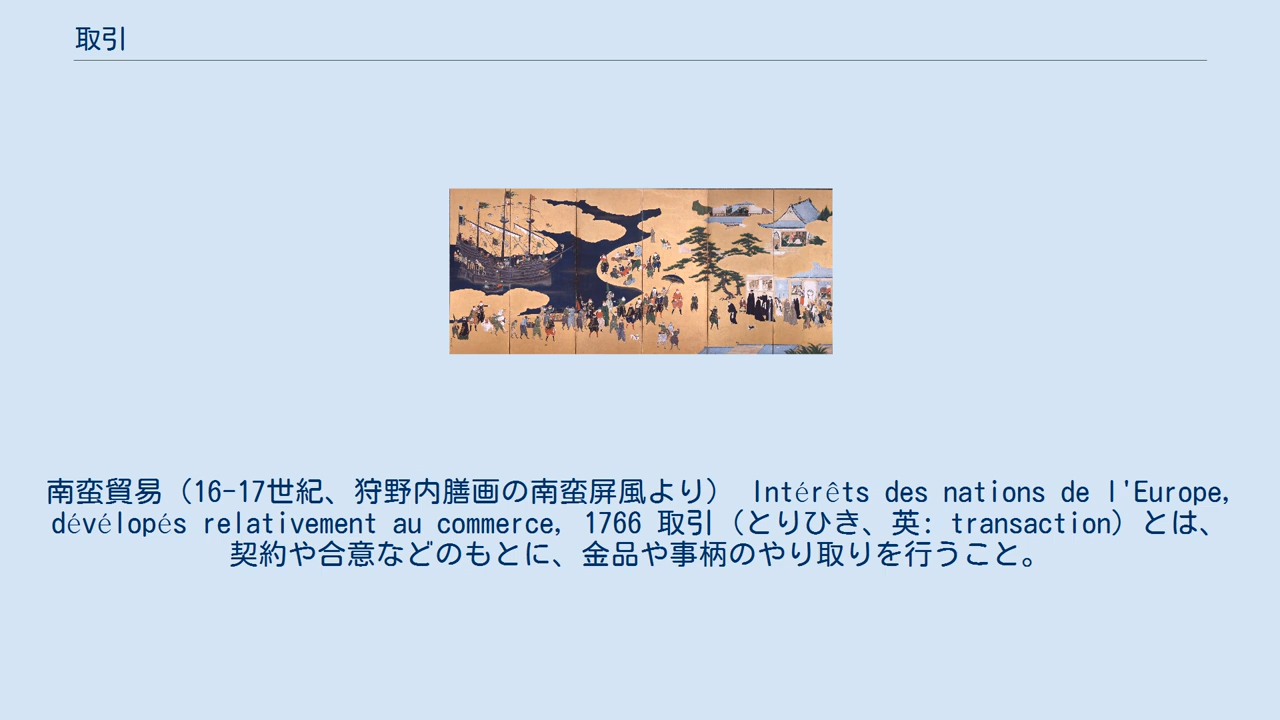 取引
南蛮貿易（16-17世紀、狩野内膳画の南蛮屏風より） Intérêts des nations de l'Europe,
dévélopés relativement au commerce, 1766 取引（とりひき、英: transaction）とは、
契約や合意などのもとに、金品や事柄のやり取りを行うこと。